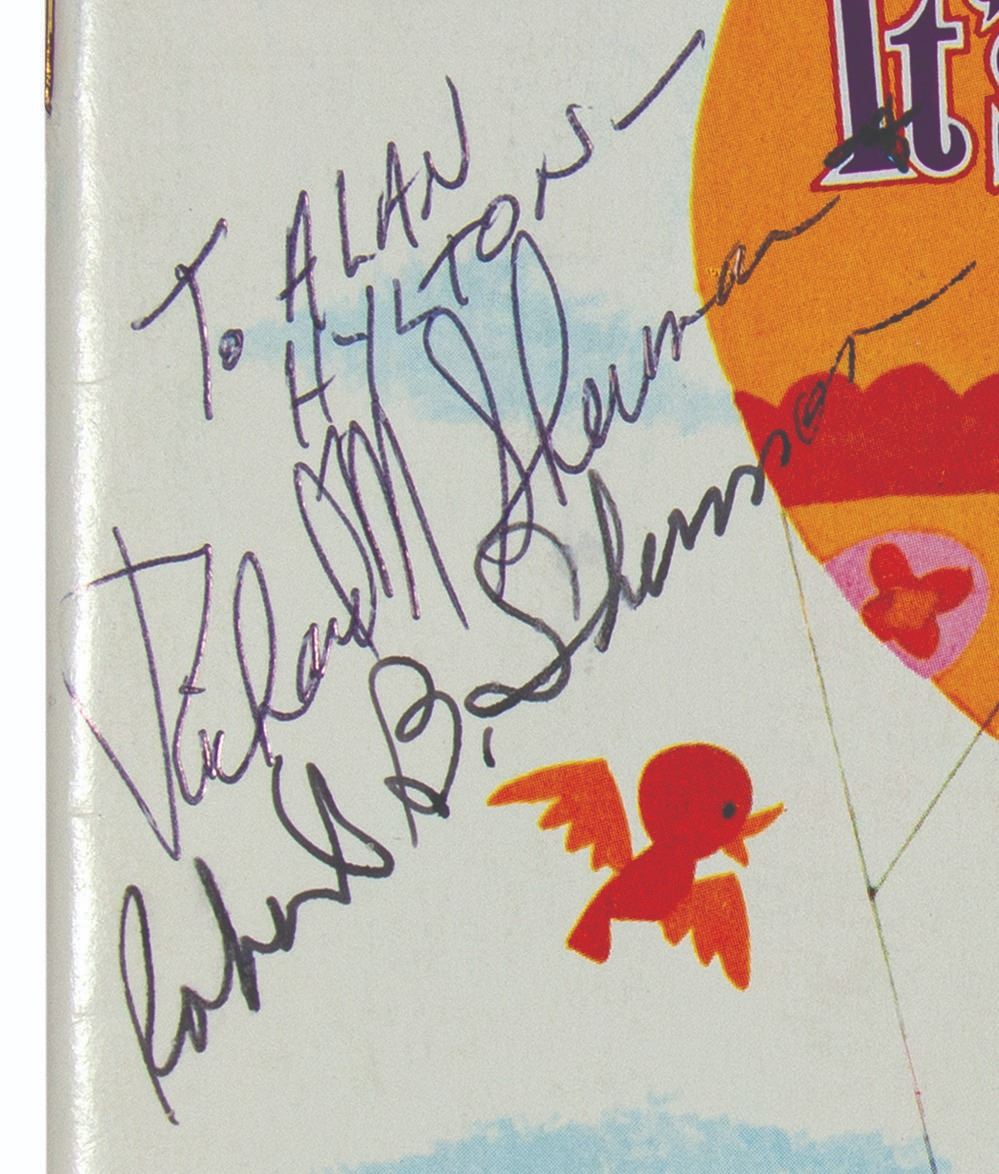 It's
To ALAN
HYLTON -
Richard M Sherman
Robert B. Sherman